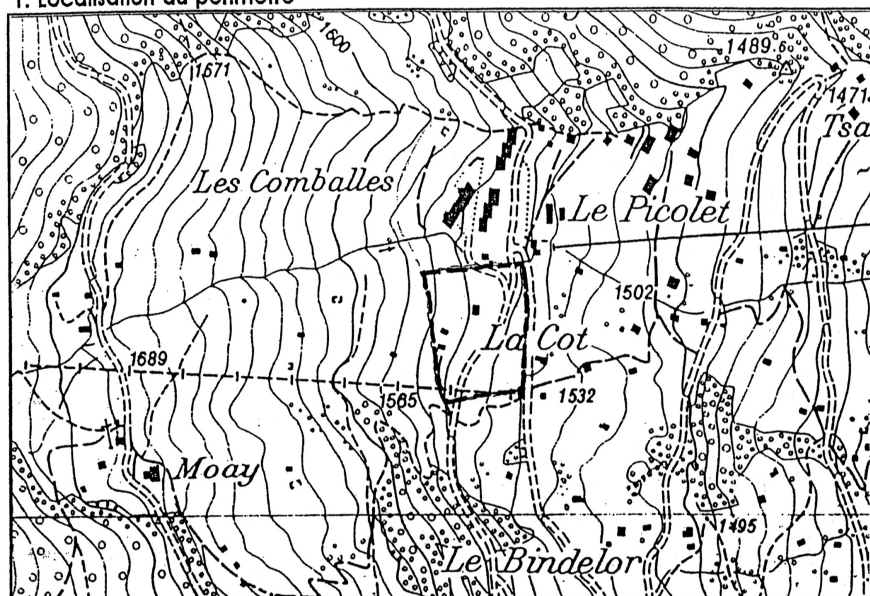 1. Localisation du périmètre
1600
1671
1489.6
1471
Tsa
Les Comballes
Le Picolet
1502
La Cot
1689
1565
1532
Moay
1495
Le Bindelor